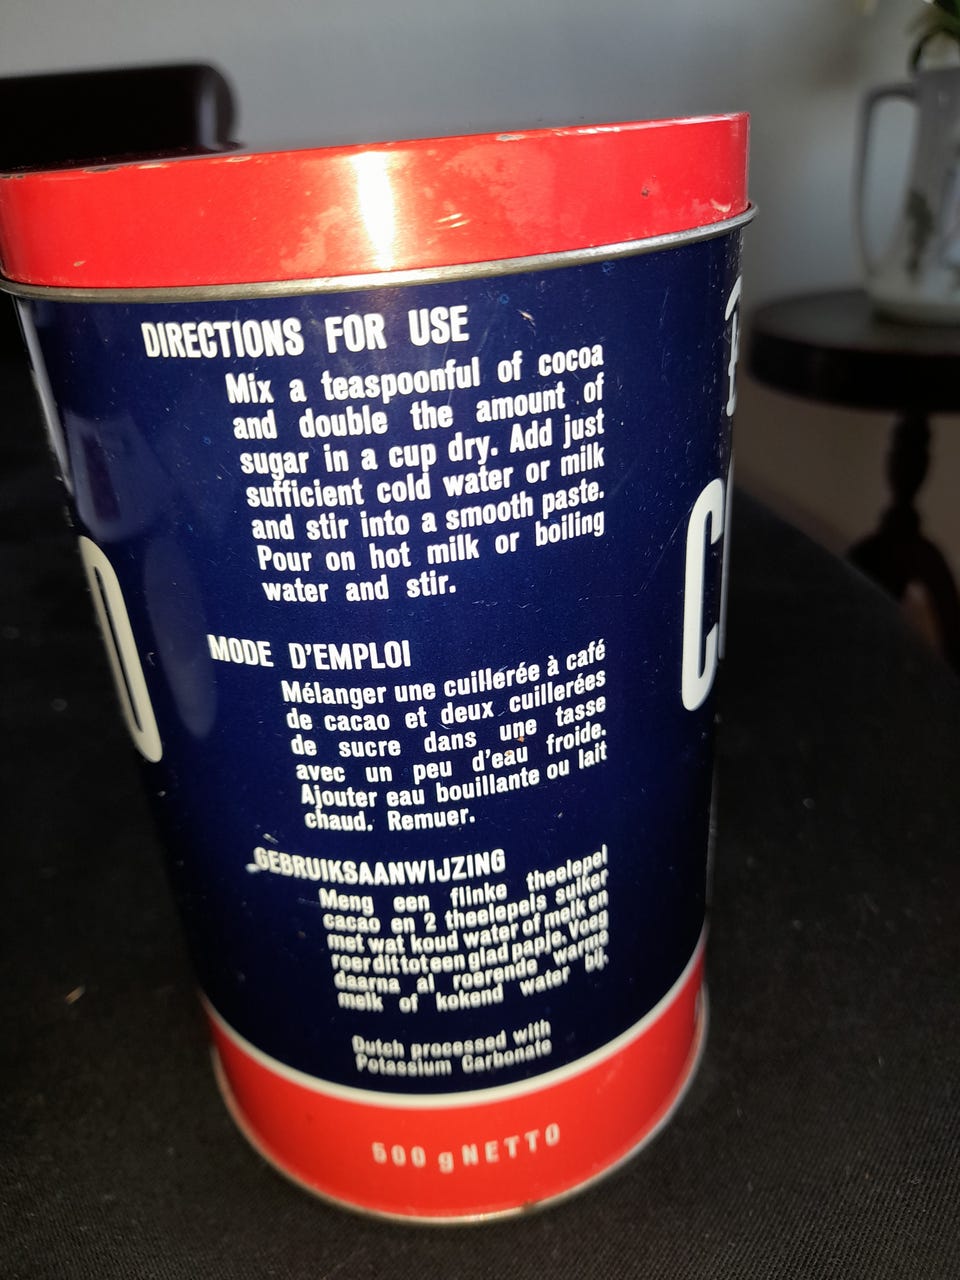 DIRECTIONS FOR USE
Mix a teaspoonful of cocoa
and double the amount of
sugar in a cup dry. Add just
sufficient cold water or milk
and stir into a smooth paste.
Pour on hot milk or boiling
water and stir.
MODE D'EMPLOI
Mélanger une cuillerée à café
de cacao et deux cuillerées
de sucre dans une tasse
avec un peu d'eau froide.
Ajouter eau bouillante ou lait
chaud. Remuer.
GEBRUIKSAANWIJZING
Meng een flinke theelepel
cacao en 2 theelepels suiker
met wat koud water of melk en
roer dit tot een glad papje. Voeg
daarna al roerende warme
melk of kokend water bij.
Dutch processed with
Potassium Carbonate
500 g NETTO